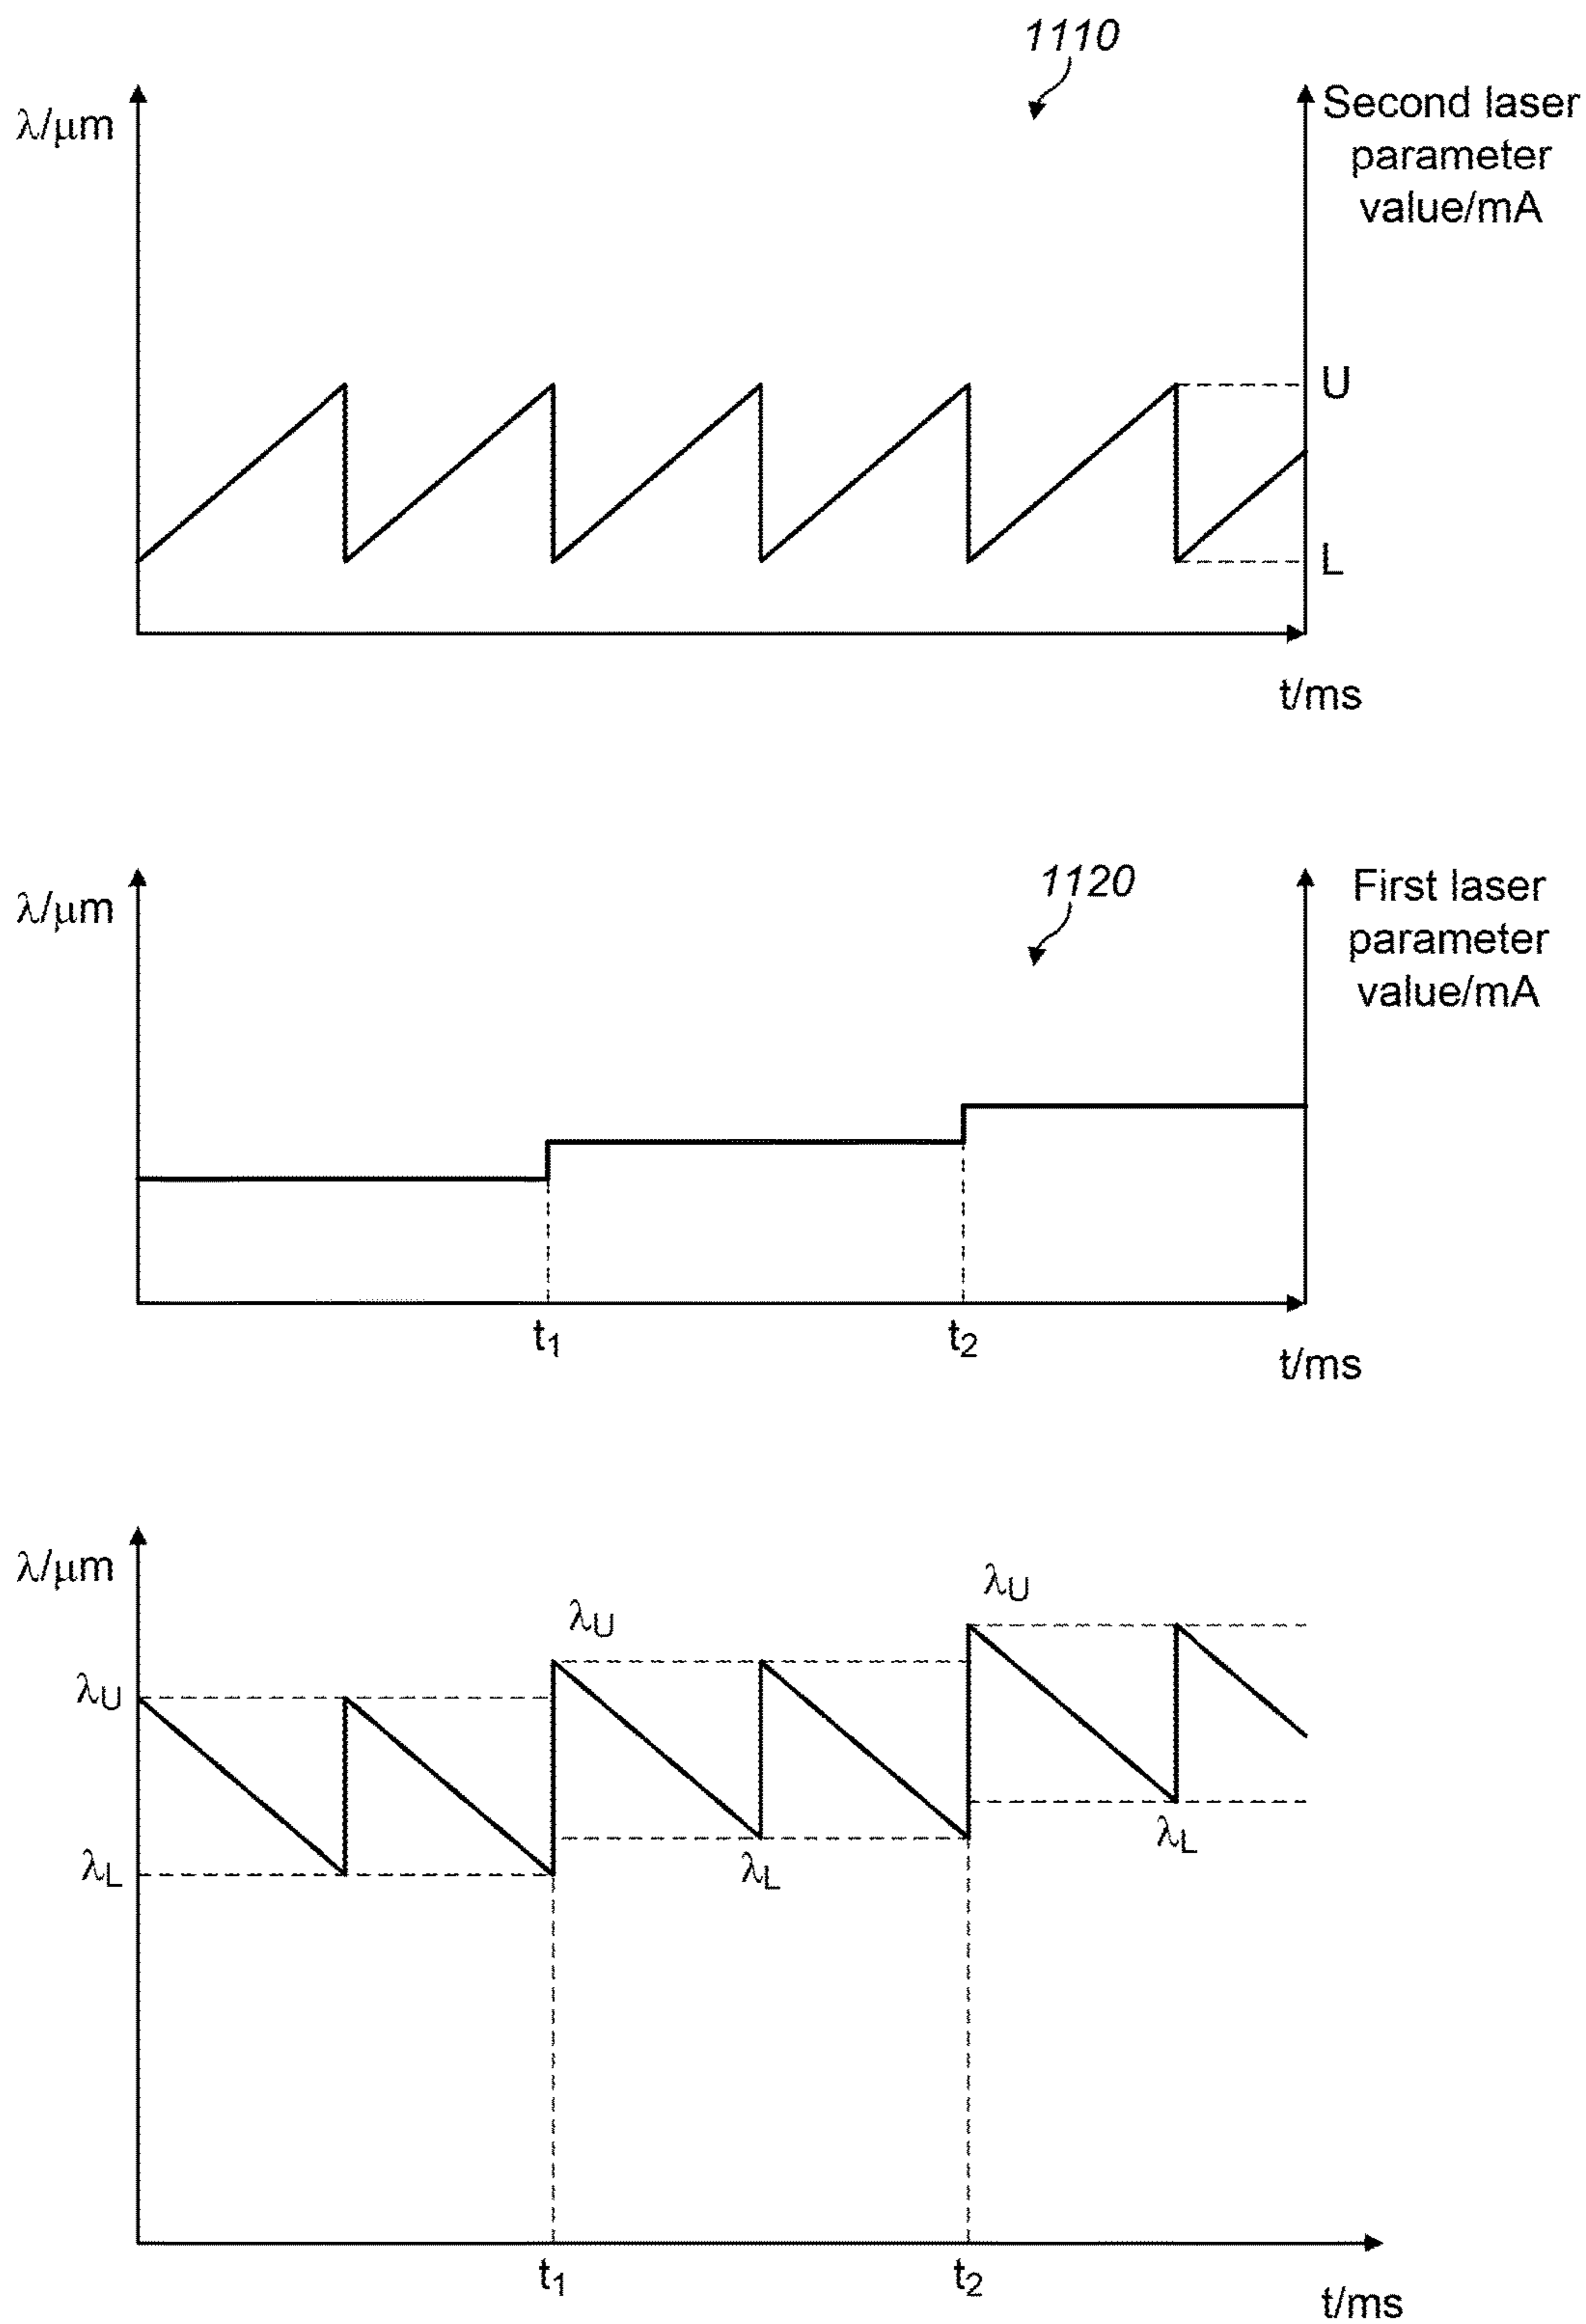 1110
λ/μm
Second laser
parameter
value/mA
U
L
t/ms
1120
λ/μm
First laser
parameter
value/mA
t1
t2
t/ms
λ/μm
λU
λU
λU
λL
λL
λL
t1
t2
t/ms